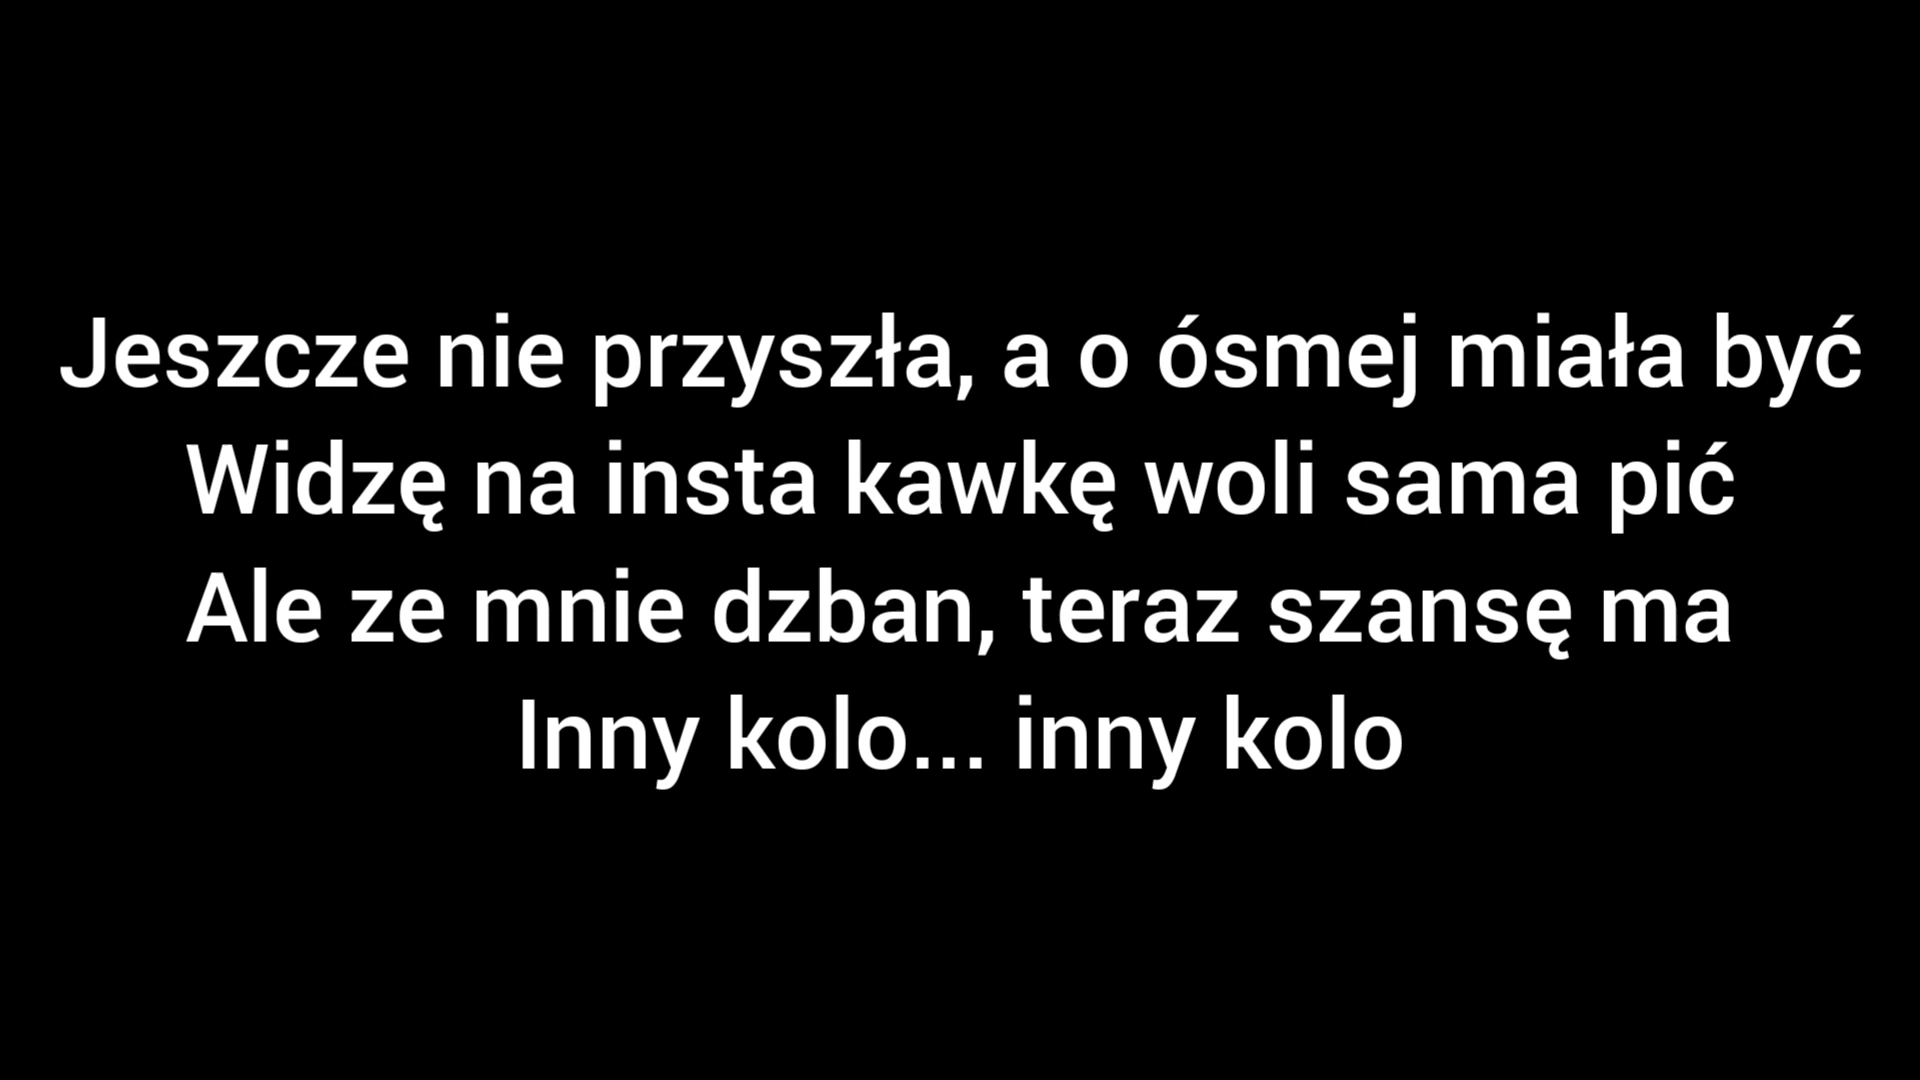 Jeszcze nie przyszła, a o ósmej miała być
Widzę na insta kawkę woli sama pić
Ale ze mnie dzban, teraz szansę ma
Inny kolo... inny kolo